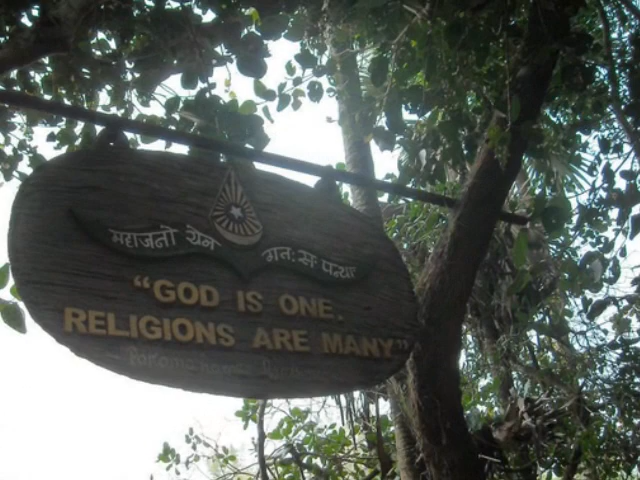 महाजनो येन गतःस पन्थाः
"GOD IS ONE.
RELIGIONS ARE MANY"